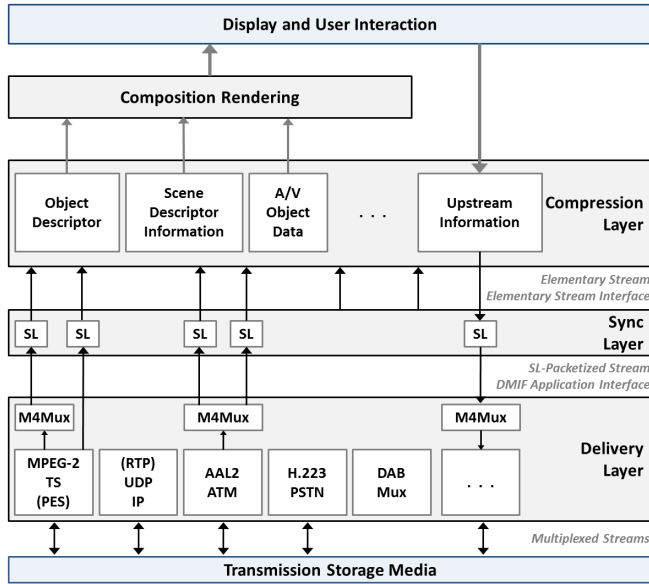 Display and User Interaction
Composition Rendering
Object
Descriptor
Scene
Descriptor
Information
A/V
Object
Data
. . .
Upstream
Information
Compression
Layer
Elementary Stream
Elementary Stream Interface
SL
SL
SL
SL
SL
Sync
Layer
SL-Packetized Stream
DMIF Application Interface
M4Mux
M4Mux
M4Mux
MPEG-2
TS
(PES)
(RTP)
UDP
IP
AAL2
ATM
H.223
PSTN
DAB
Mux
. . .
Delivery
Layer
Multiplexed Streams
Transmission Storage Media